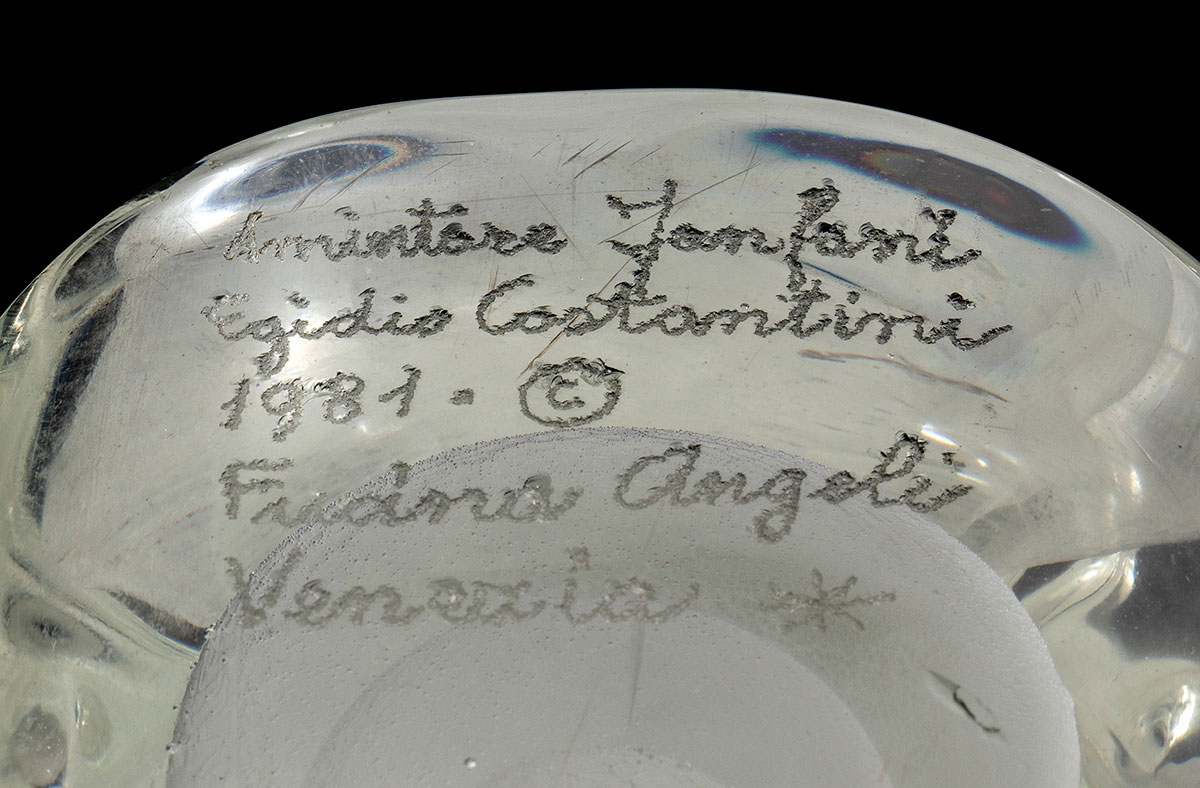 Amintore Fanfani
Egidio Costantini
1981 . ©
Fucina Angeli
Venezia *